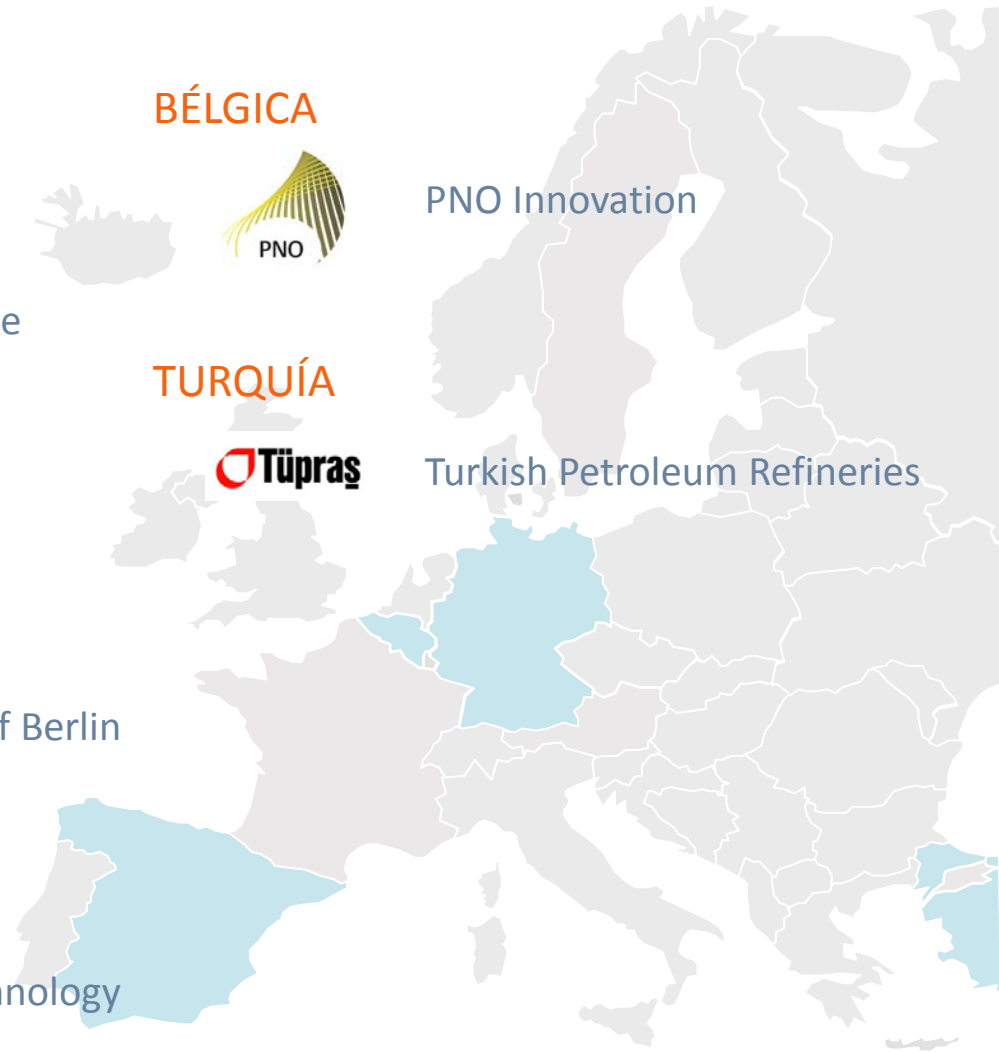 BÉLGICA
PNO
PNO Innovation
e
TURQUÍA
Tüpraş
Turkish Petroleum Refineries
f Berlin
nology